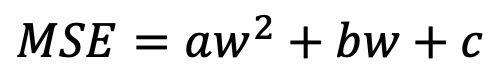 MSE = aw² + bw + c